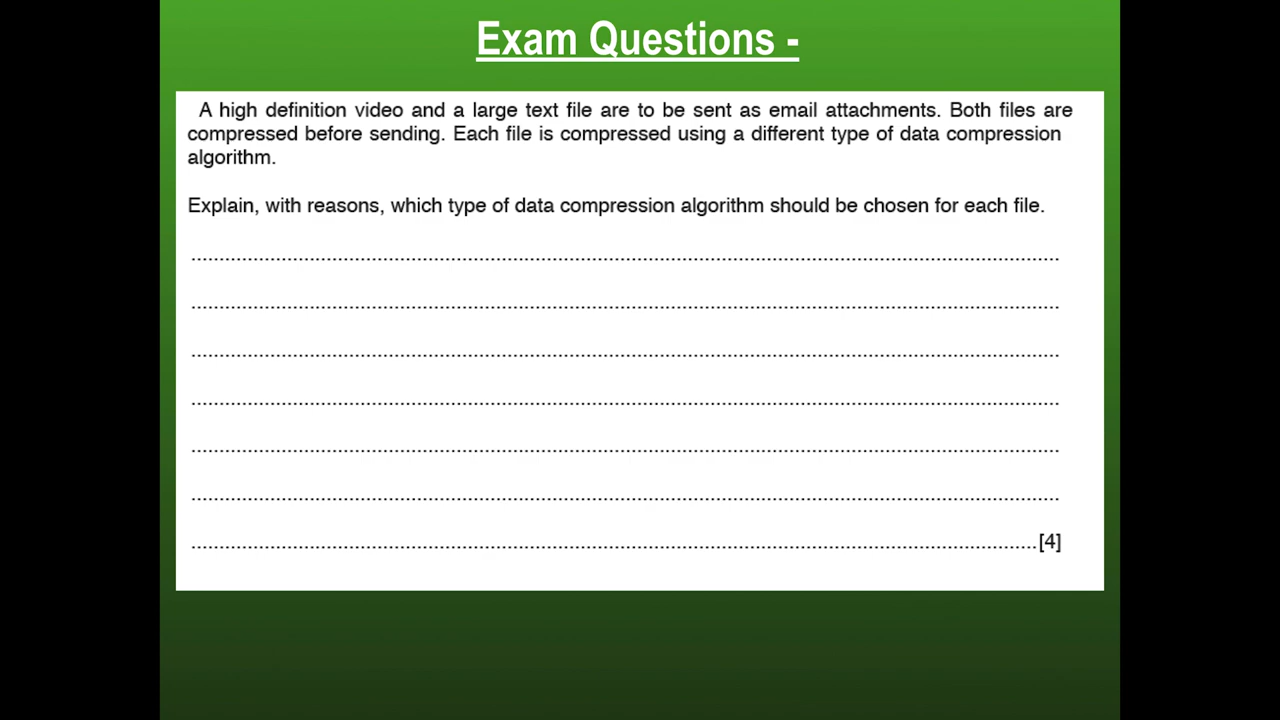 Exam Questions -
A high definition video and a large text file are to be sent as email attachments. Both files are
compressed before sending. Each file is compressed using a different type of data compression
algorithm.
Explain, with reasons, which type of data compression algorithm should be chosen for each file.
[4]